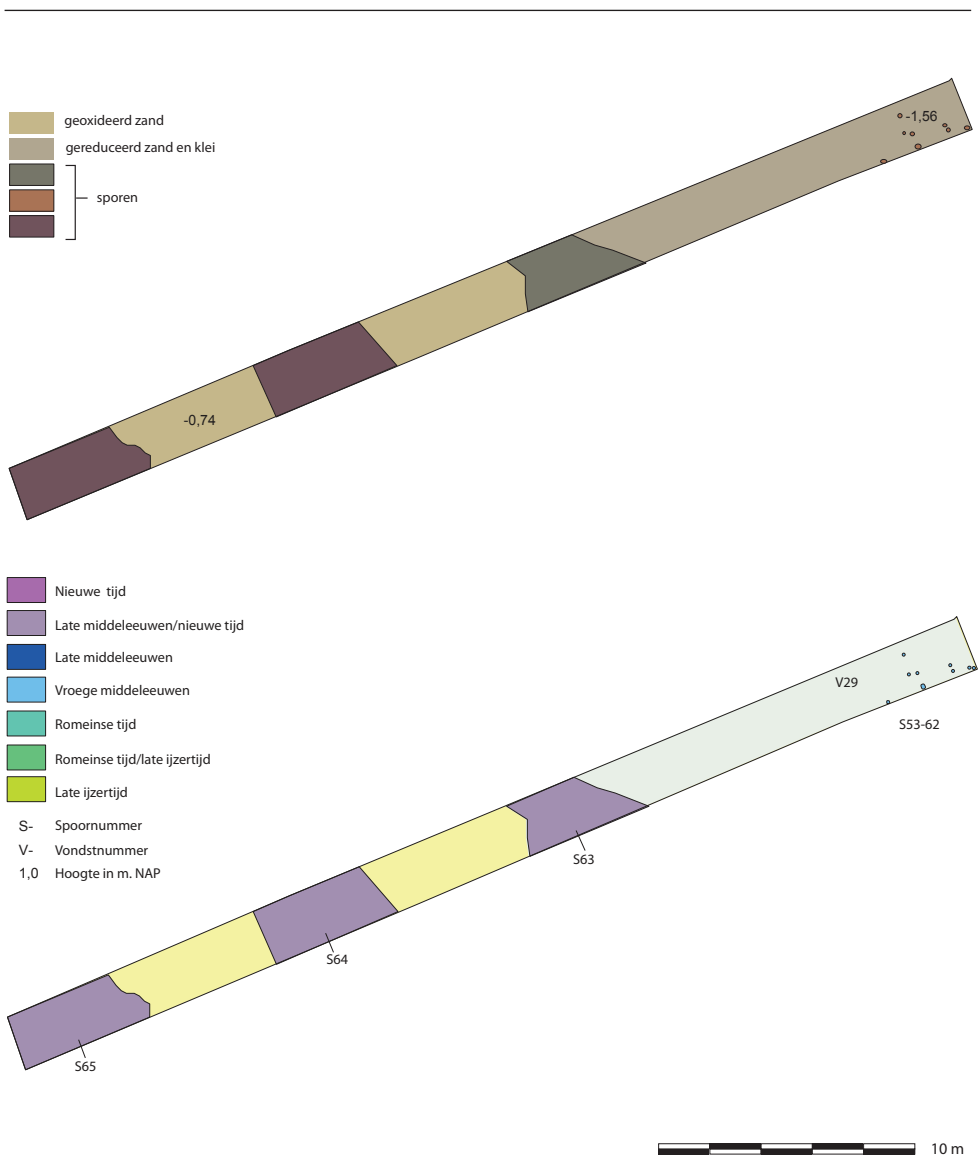 geoxideerd zand
gereduceerd zand en klei
sporen
-1,56
-0,74
Nieuwe tijd
Late middeleeuwen/nieuwe tijd
Late middeleeuwen
Vroege middeleeuwen
Romeinse tijd
Romeinse tijd/late ijzertijd
Late ijzertijd
S- Spoornummer
V- Vondstnummer
1,0 Hoogte in m. NAP
V29
S53-62
S63
S64
S65
10 m